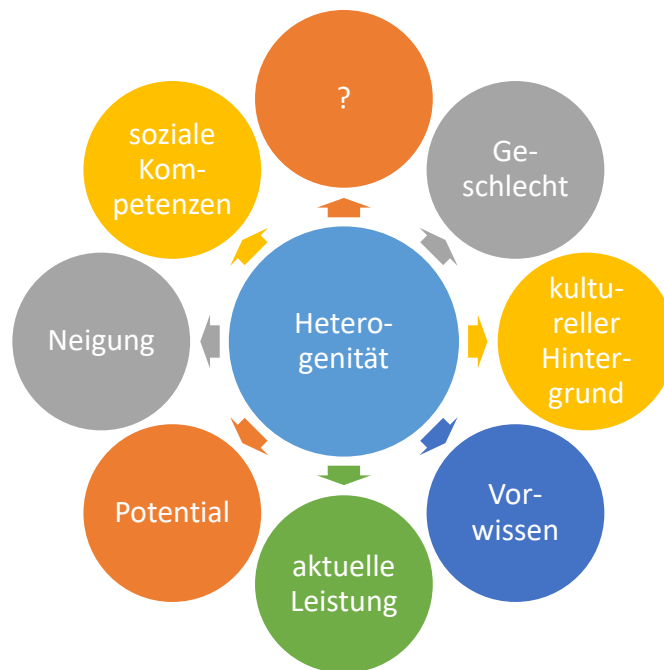 ?
Ge-
schlecht
kultu-
reller
Hinter-
grund
Vor-
wissen
aktuelle
Leistung
Potential
Neigung
soziale
Kom-
petenzen
Hetero-
genität